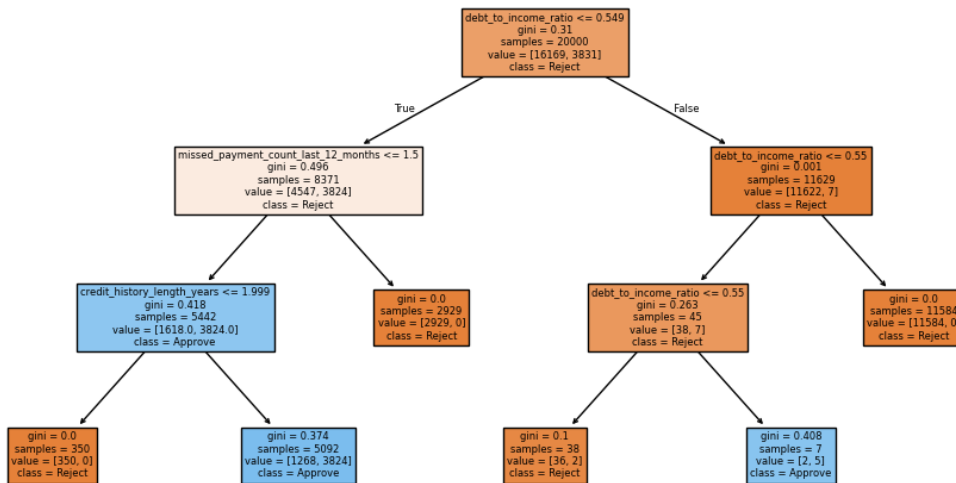 debt_to_income_ratio <= 0.549
gini = 0.31
samples = 20000
value = [16169, 3831]
class = Reject
True
False
missed_payment_count_last_12_months <= 1.5
gini = 0.496
samples = 8371
value = [4547, 3824]
class = Reject
debt_to_income_ratio <= 0.55
gini = 0.001
samples = 11629
value = [11622, 7]
class = Reject
credit_history_length_years <= 1.999
gini = 0.418
samples = 5442
value = [1618.0, 3824.0]
class = Approve
gini = 0.0
samples = 2929
value = [2929, 0]
class = Reject
debt_to_income_ratio <= 0.55
gini = 0.263
samples = 45
value = [38, 7]
class = Reject
gini = 0.0
samples = 11584
value = [11584, 0]
class = Reject
gini = 0.0
samples = 350
value = [350, 0]
class = Reject
gini = 0.374
samples = 5092
value = [1268, 3824]
class = Approve
gini = 0.1
samples = 38
value = [36, 2]
class = Reject
gini = 0.408
samples = 7
value = [2, 5]
class = Approve